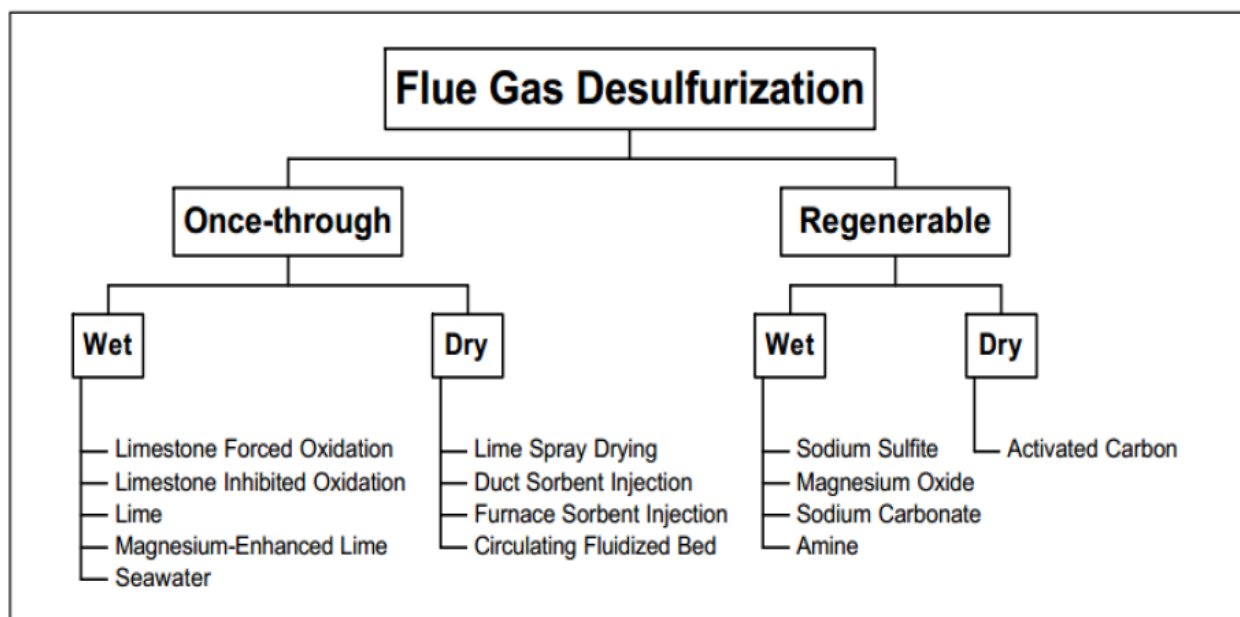 Flue Gas Desulfurization
Once-through
Regenerable
Wet
Dry
Wet
Dry
Limestone Forced Oxidation
Limestone Inhibited Oxidation
Lime
Magnesium-Enhanced Lime
Seawater
Lime Spray Drying
Duct Sorbent Injection
Furnace Sorbent Injection
Circulating Fluidized Bed
Sodium Sulfite
Magnesium Oxide
Sodium Carbonate
Amine
Activated Carbon